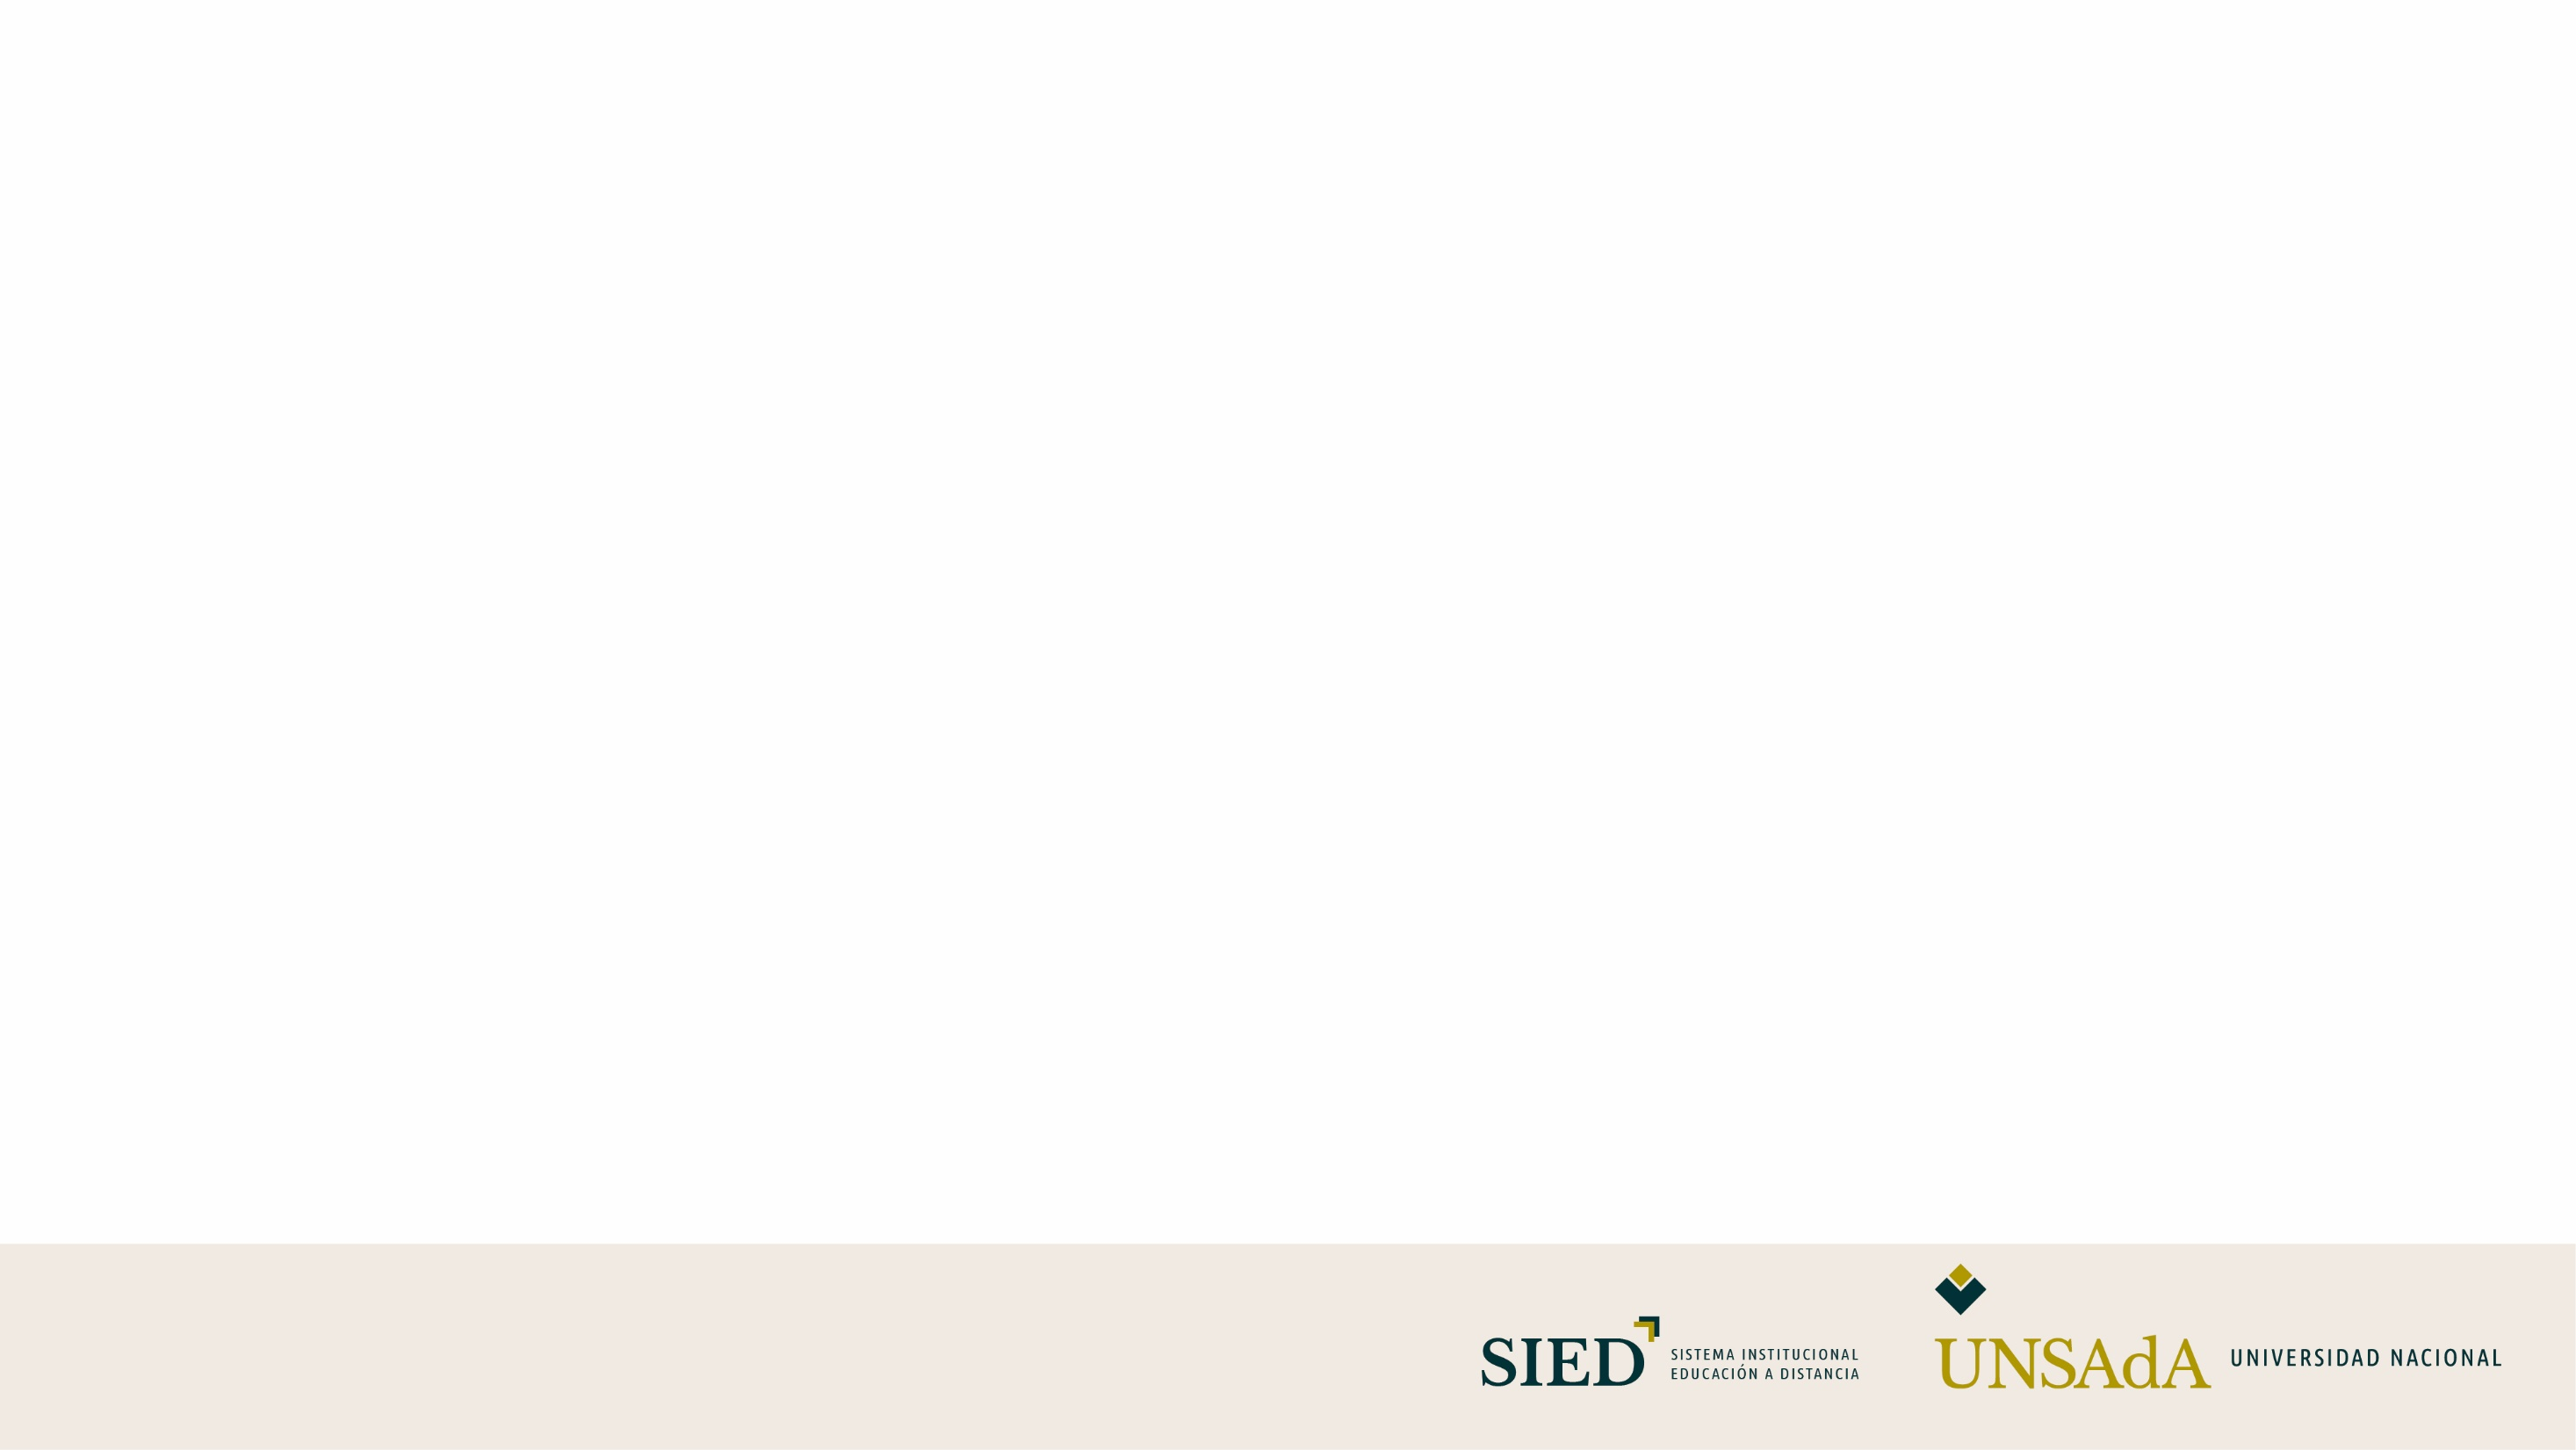 SIED
SISTEMA INSTITUCIONAL
EDUCACIÓN A DISTANCIA
UNSAdA UNIVERSIDAD NACIONAL